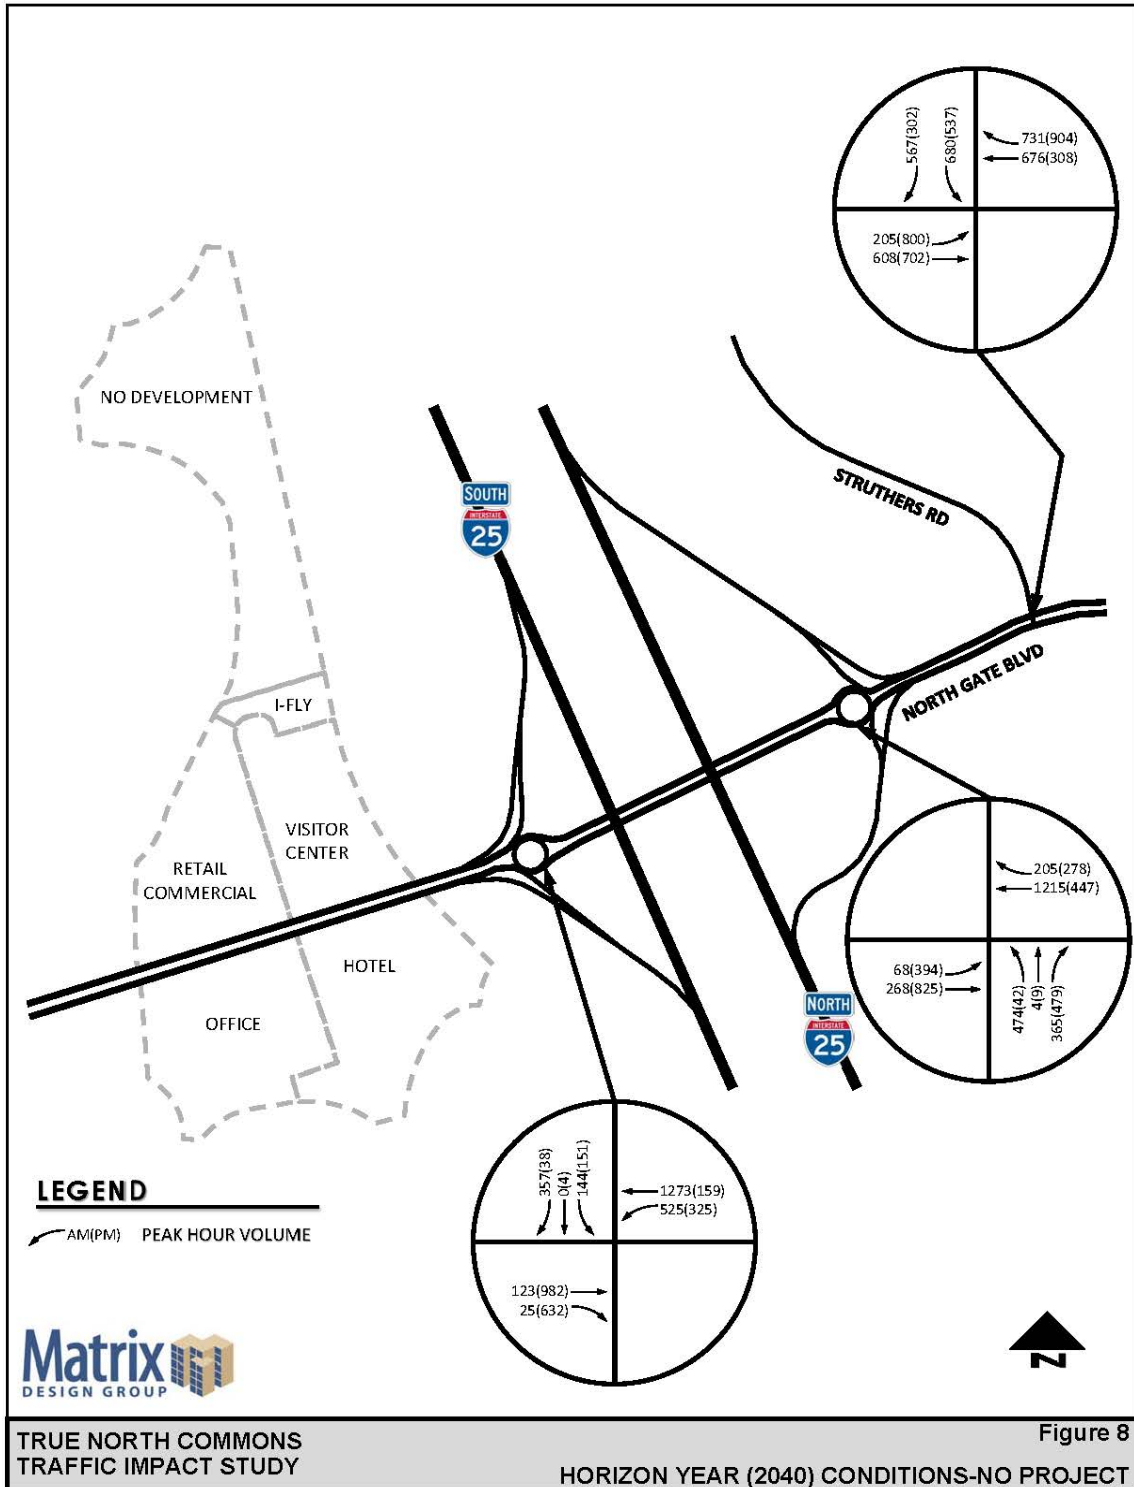 567(302)
680(537)
731(904)
676(308)
205(800)
608(702)
NO DEVELOPMENT
SOUTH
INTERSTATE
25
STRUTHERS RD
NORTH GATE BLVD
I-FLY
VISITOR
CENTER
RETAIL
COMMERCIAL
HOTEL
OFFICE
205(278)
1215(447)
68(394)
268(825)
474(42)
4(9)
365(479)
NORTH
INTERSTATE
25
357(38)
0(4)
144(151)
1273(159)
525(325)
123(982)
25(632)
LEGEND
AM(PM) PEAK HOUR VOLUME
Matrix
DESIGN GROUP
N
TRUE NORTH COMMONS
TRAFFIC IMPACT STUDY
Figure 8
HORIZON YEAR (2040) CONDITIONS-NO PROJECT